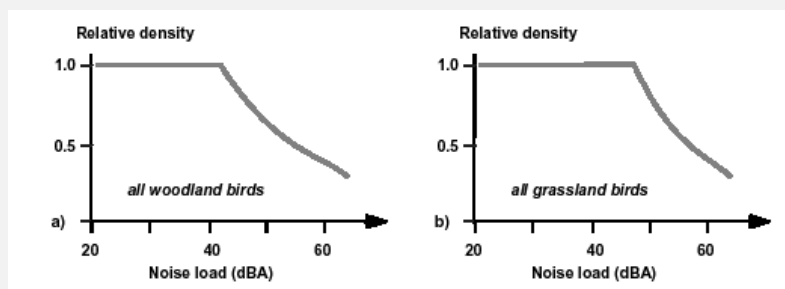 Relative density
1.0
0.5
all woodland birds
a)
20 40 60
Noise load (dBA)
Relative density
1.0
0.5
all grassland birds
b)
20 40 60
Noise load (dBA)